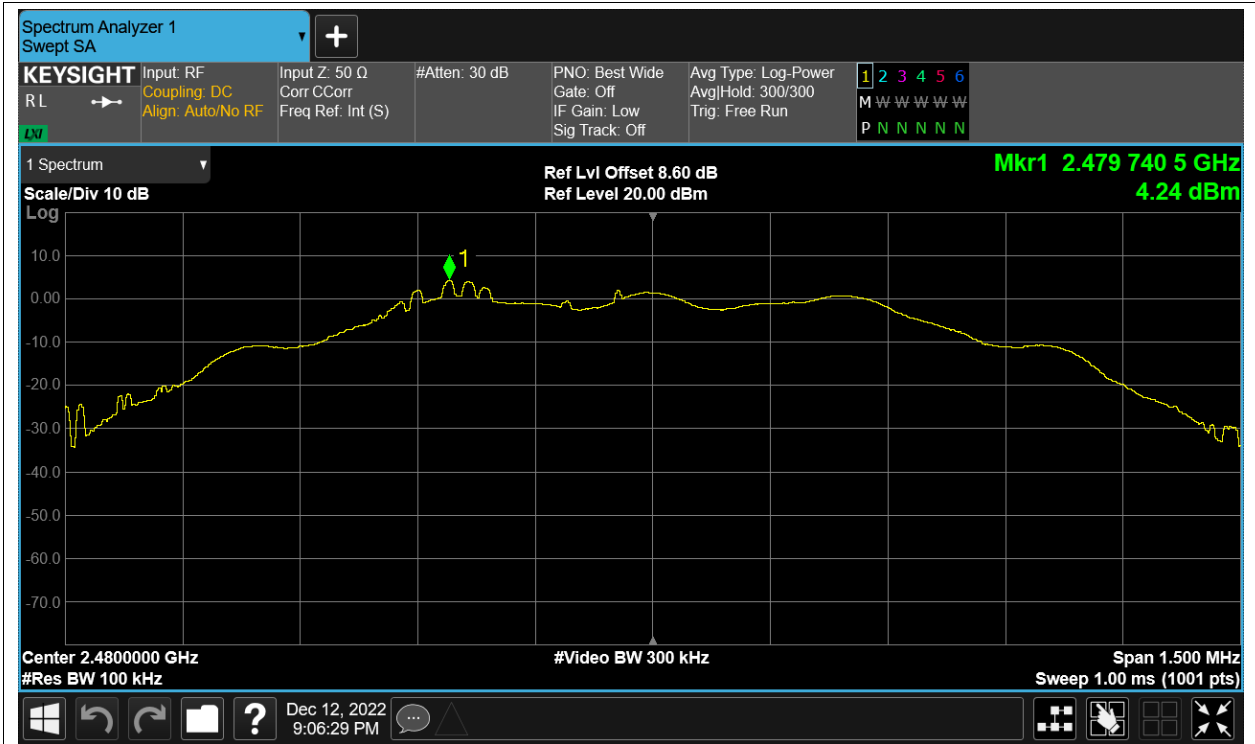 Spectrum Analyzer 1
Swept SA
KEYSIGHT
R L
LXI
Input: RF
Coupling: DC
Align: Auto/No RF
Input Z: 50 Ω
Corr CCorr
Freq Ref: Int (S)
#Atten: 30 dB
PNO: Best Wide
Gate: Off
IF Gain: Low
Sig Track: Off
Avg Type: Log-Power
Avg|Hold: 300/300
Trig: Free Run
1 2 3 4 5 6
M W W W W W
P N N N N N
1 Spectrum
Scale/Div 10 dB
Ref Lvl Offset 8.60 dB
Ref Level 20.00 dBm
Mkr1 2.479 740 5 GHz
4.24 dBm
Log
10.0
0.00
-10.0
-20.0
-30.0
-40.0
-50.0
-60.0
-70.0
1
Center 2.4800000 GHz
#Res BW 100 kHz
#Video BW 300 kHz
Span 1.500 MHz
Sweep 1.00 ms (1001 pts)
?
Dec 12, 2022
9:06:29 PM